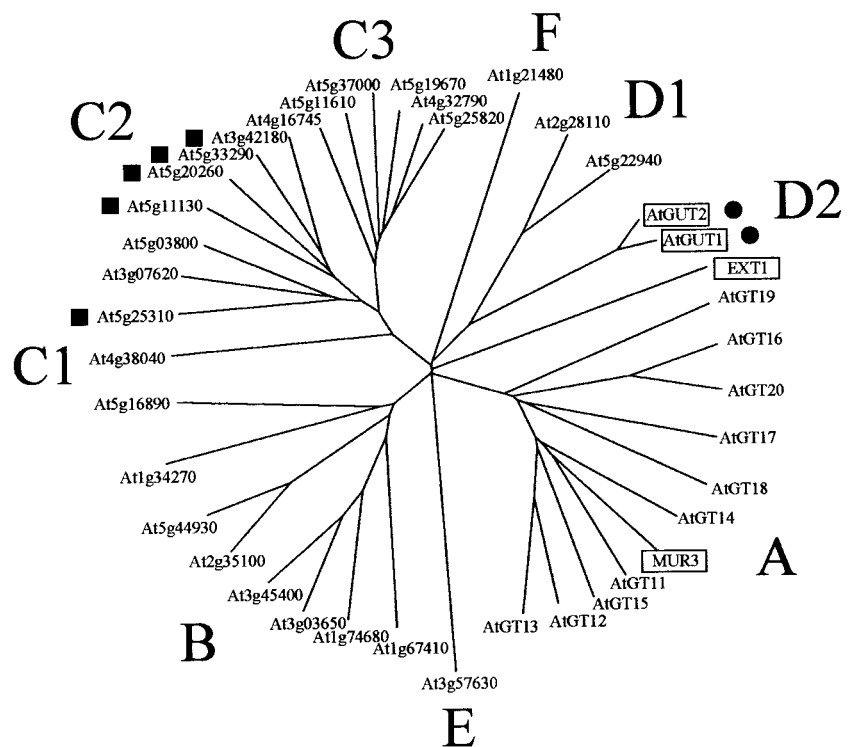 C3
F
At5g37000
At5g19670
At1g21480
At5g11610
At4g32790
D1
At4g16745
At5g25820
C2
At3g42180
At2g28110
At5g33290
At5g22940
At5g20260
At5g11130
AtGUT2
D2
At5g03800
AtGUT1
At3g07620
EXT1
At5g25310
AtGT19
C1
At4g38040
AtGT16
At5g16890
AtGT20
AtGT17
At1g34270
AtGT18
At5g44930
AtGT14
At2g35100
MUR3
A
At3g45400
AtGT11
At3g03650
AtGT15
At1g74680
AtGT12
B
At1g67410
AtGT13
At3g57630
E